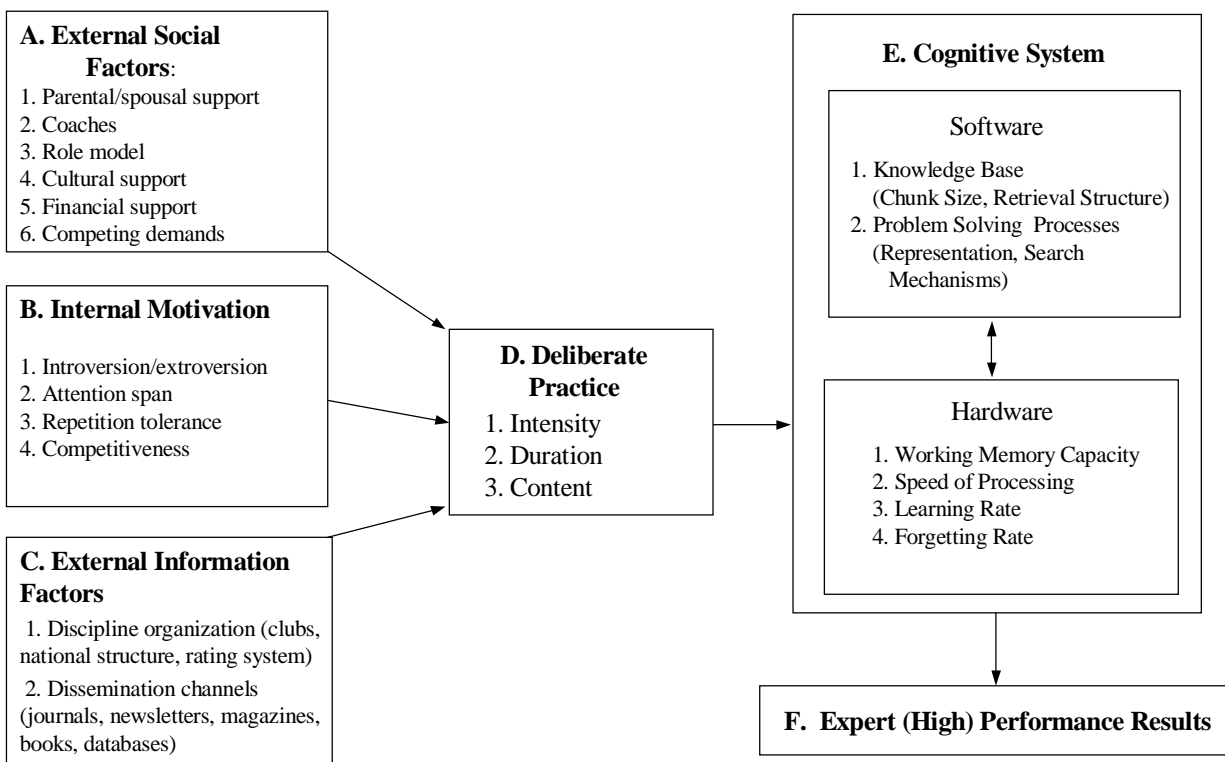 A. External Social
Factors:
1. Parental/spousal support
2. Coaches
3. Role model
4. Cultural support
5. Financial support
6. Competing demands
B. Internal Motivation
1. Introversion/extroversion
2. Attention span
3. Repetition tolerance
4. Competitiveness
C. External Information
Factors
1. Discipline organization (clubs,
national structure, rating system)
2. Dissemination channels
(journals, newsletters, magazines,
books, databases)
D. Deliberate
Practice
1. Intensity
2. Duration
3. Content
E. Cognitive System
Software
1. Knowledge Base
(Chunk Size, Retrieval Structure)
2. Problem Solving Processes
(Representation, Search
Mechanisms)
Hardware
1. Working Memory Capacity
2. Speed of Processing
3. Learning Rate
4. Forgetting Rate
F. Expert (High) Performance Results